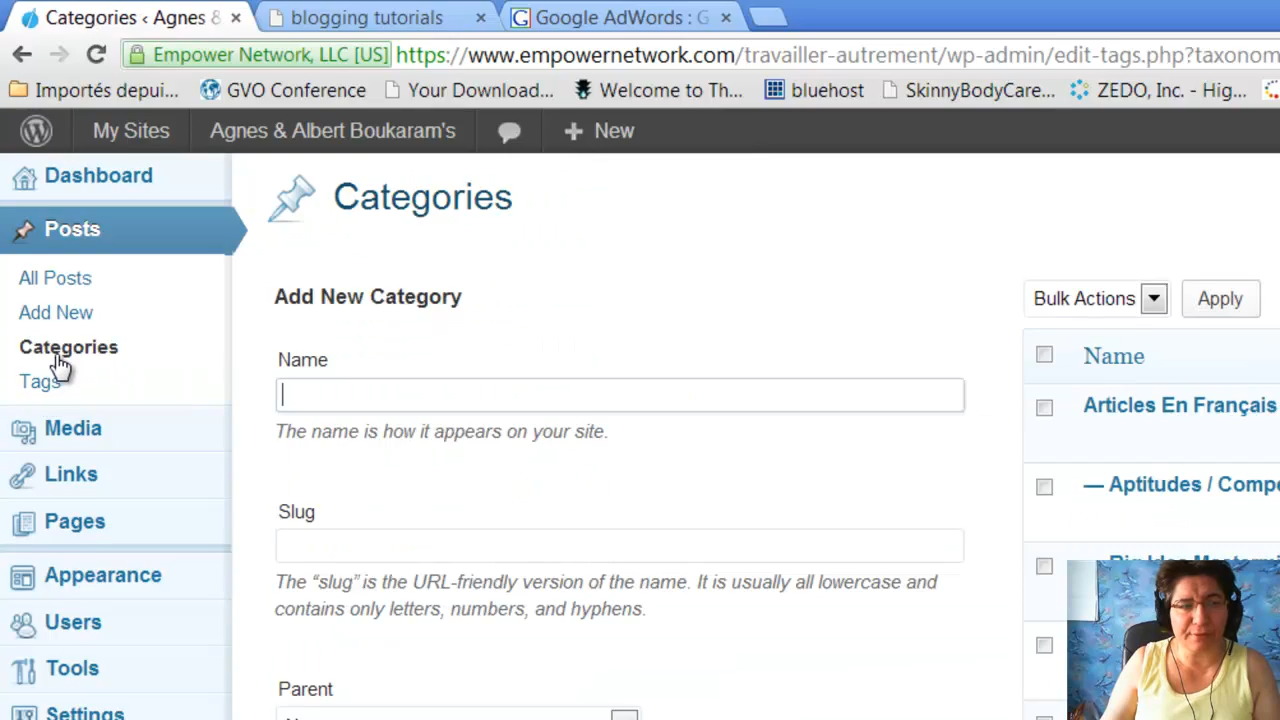 Categories ‹ Agnes &
blogging tutorials
Google AdWords : G
Empower Network, LLC [US] https://www.empowernetwork.com/travailler-autrement/wp-admin/edit-tags.php?taxonom
Importés depui... GVO Conference Your Download... Welcome to Th... bluehost SkinnyBodyCare... ZEDO, Inc. - Hig...
My Sites Agnes & Albert Boukaram's New
Dashboard
Posts
All Posts
Add New
Categories
Tags
Media
Links
Pages
Appearance
Users
Tools
Settings
Categories
Add New Category
Name
The name is how it appears on your site.
Slug
The “slug” is the URL-friendly version of the name. It is usually all lowercase and
contains only letters, numbers, and hyphens.
Parent
Bulk Actions Apply
Name
Articles En Français
— Aptitudes / Compe